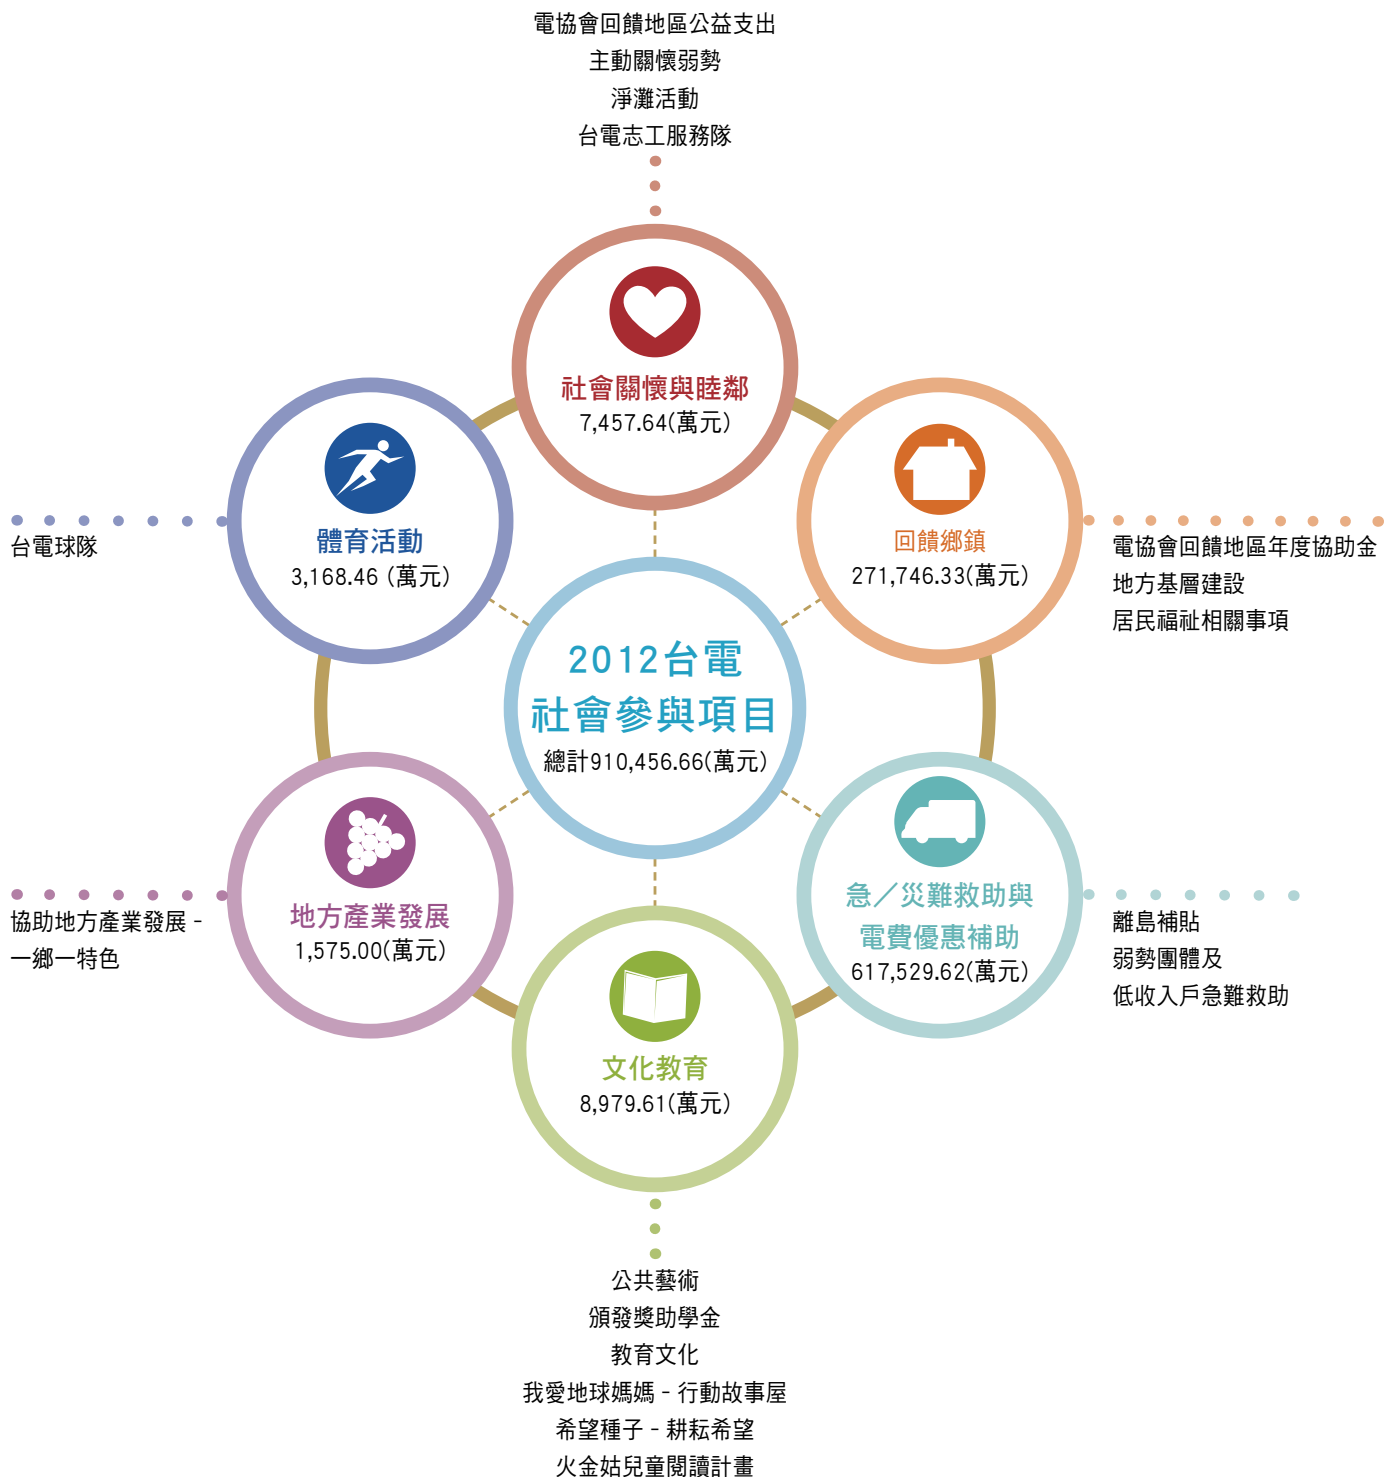 電協會回饋地區公益支出
主動關懷弱勢
淨灘活動
台電志工服務隊
社會關懷與睦鄰
7,457.64(萬元)
體育活動
3,168.46 (萬元)
台電球隊
回饋鄉鎮
271,746.33(萬元)
電協會回饋地區年度協助金
地方基層建設
居民福祉相關事項
2012台電
社會參與項目
總計910,456.66(萬元)
地方產業發展
1,575.00(萬元)
協助地方產業發展 -
一鄉一特色
急／災難救助與
電費優惠補助
617,529.62(萬元)
離島補貼
弱勢團體及
低收入戶急難救助
文化教育
8,979.61(萬元)
公共藝術
頒發獎助學金
教育文化
我愛地球媽媽 - 行動故事屋
希望種子 - 耕耘希望
火金姑兒童閱讀計畫